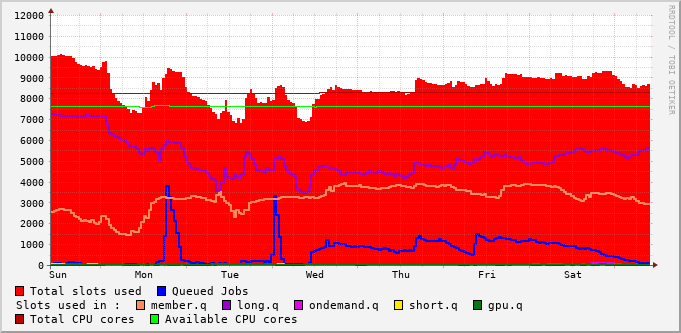 RRDTOOL / TOBI OETIKER
12000
11000
10000
9000
8000
7000
6000
5000
4000
3000
2000
1000
0
Sun Mon Tue Wed Thu Fri Sat
Total slots used Queued Jobs
Slots used in : member.q long.q ondemand.q short.q gpu.q
Total CPU cores Available CPU cores